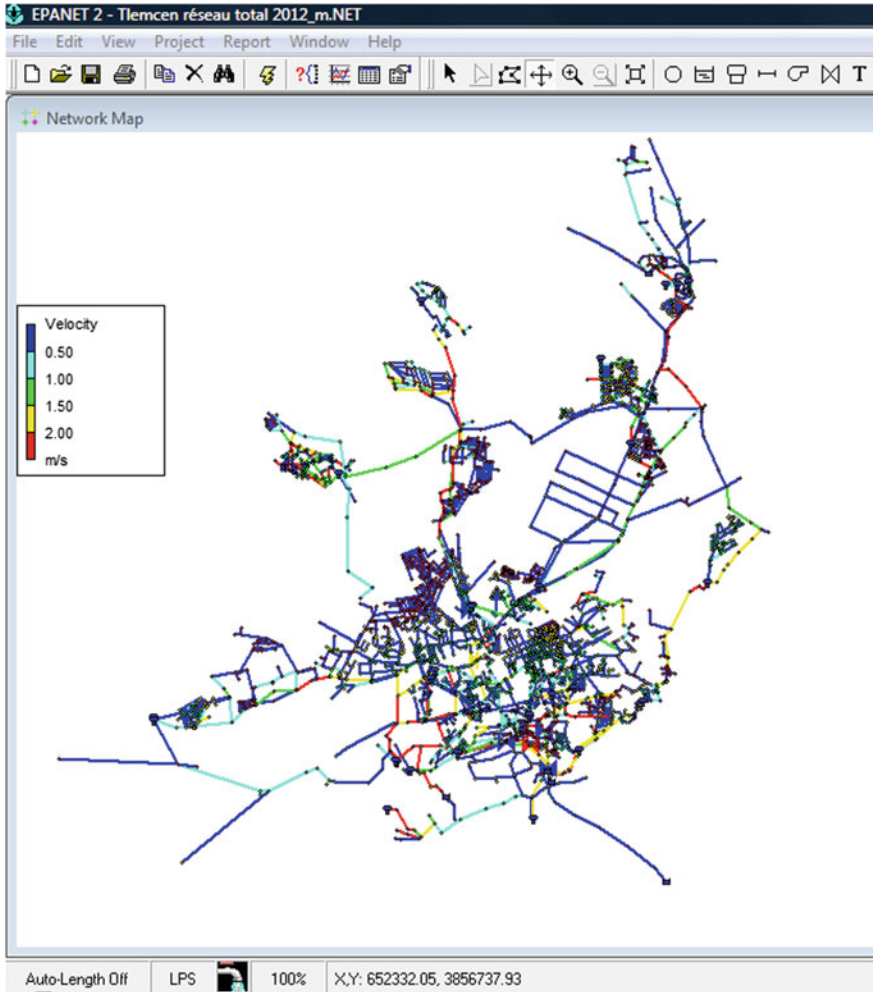 EPANET 2 - Tlemcen réseau total 2012_m.NET
File Edit View Project Report Window Help
T
Network Map
Velocity
0.50
1.00
1.50
2.00
m/s
Auto-Length Off LPS 100% X,Y: 652332.05, 3856737.93